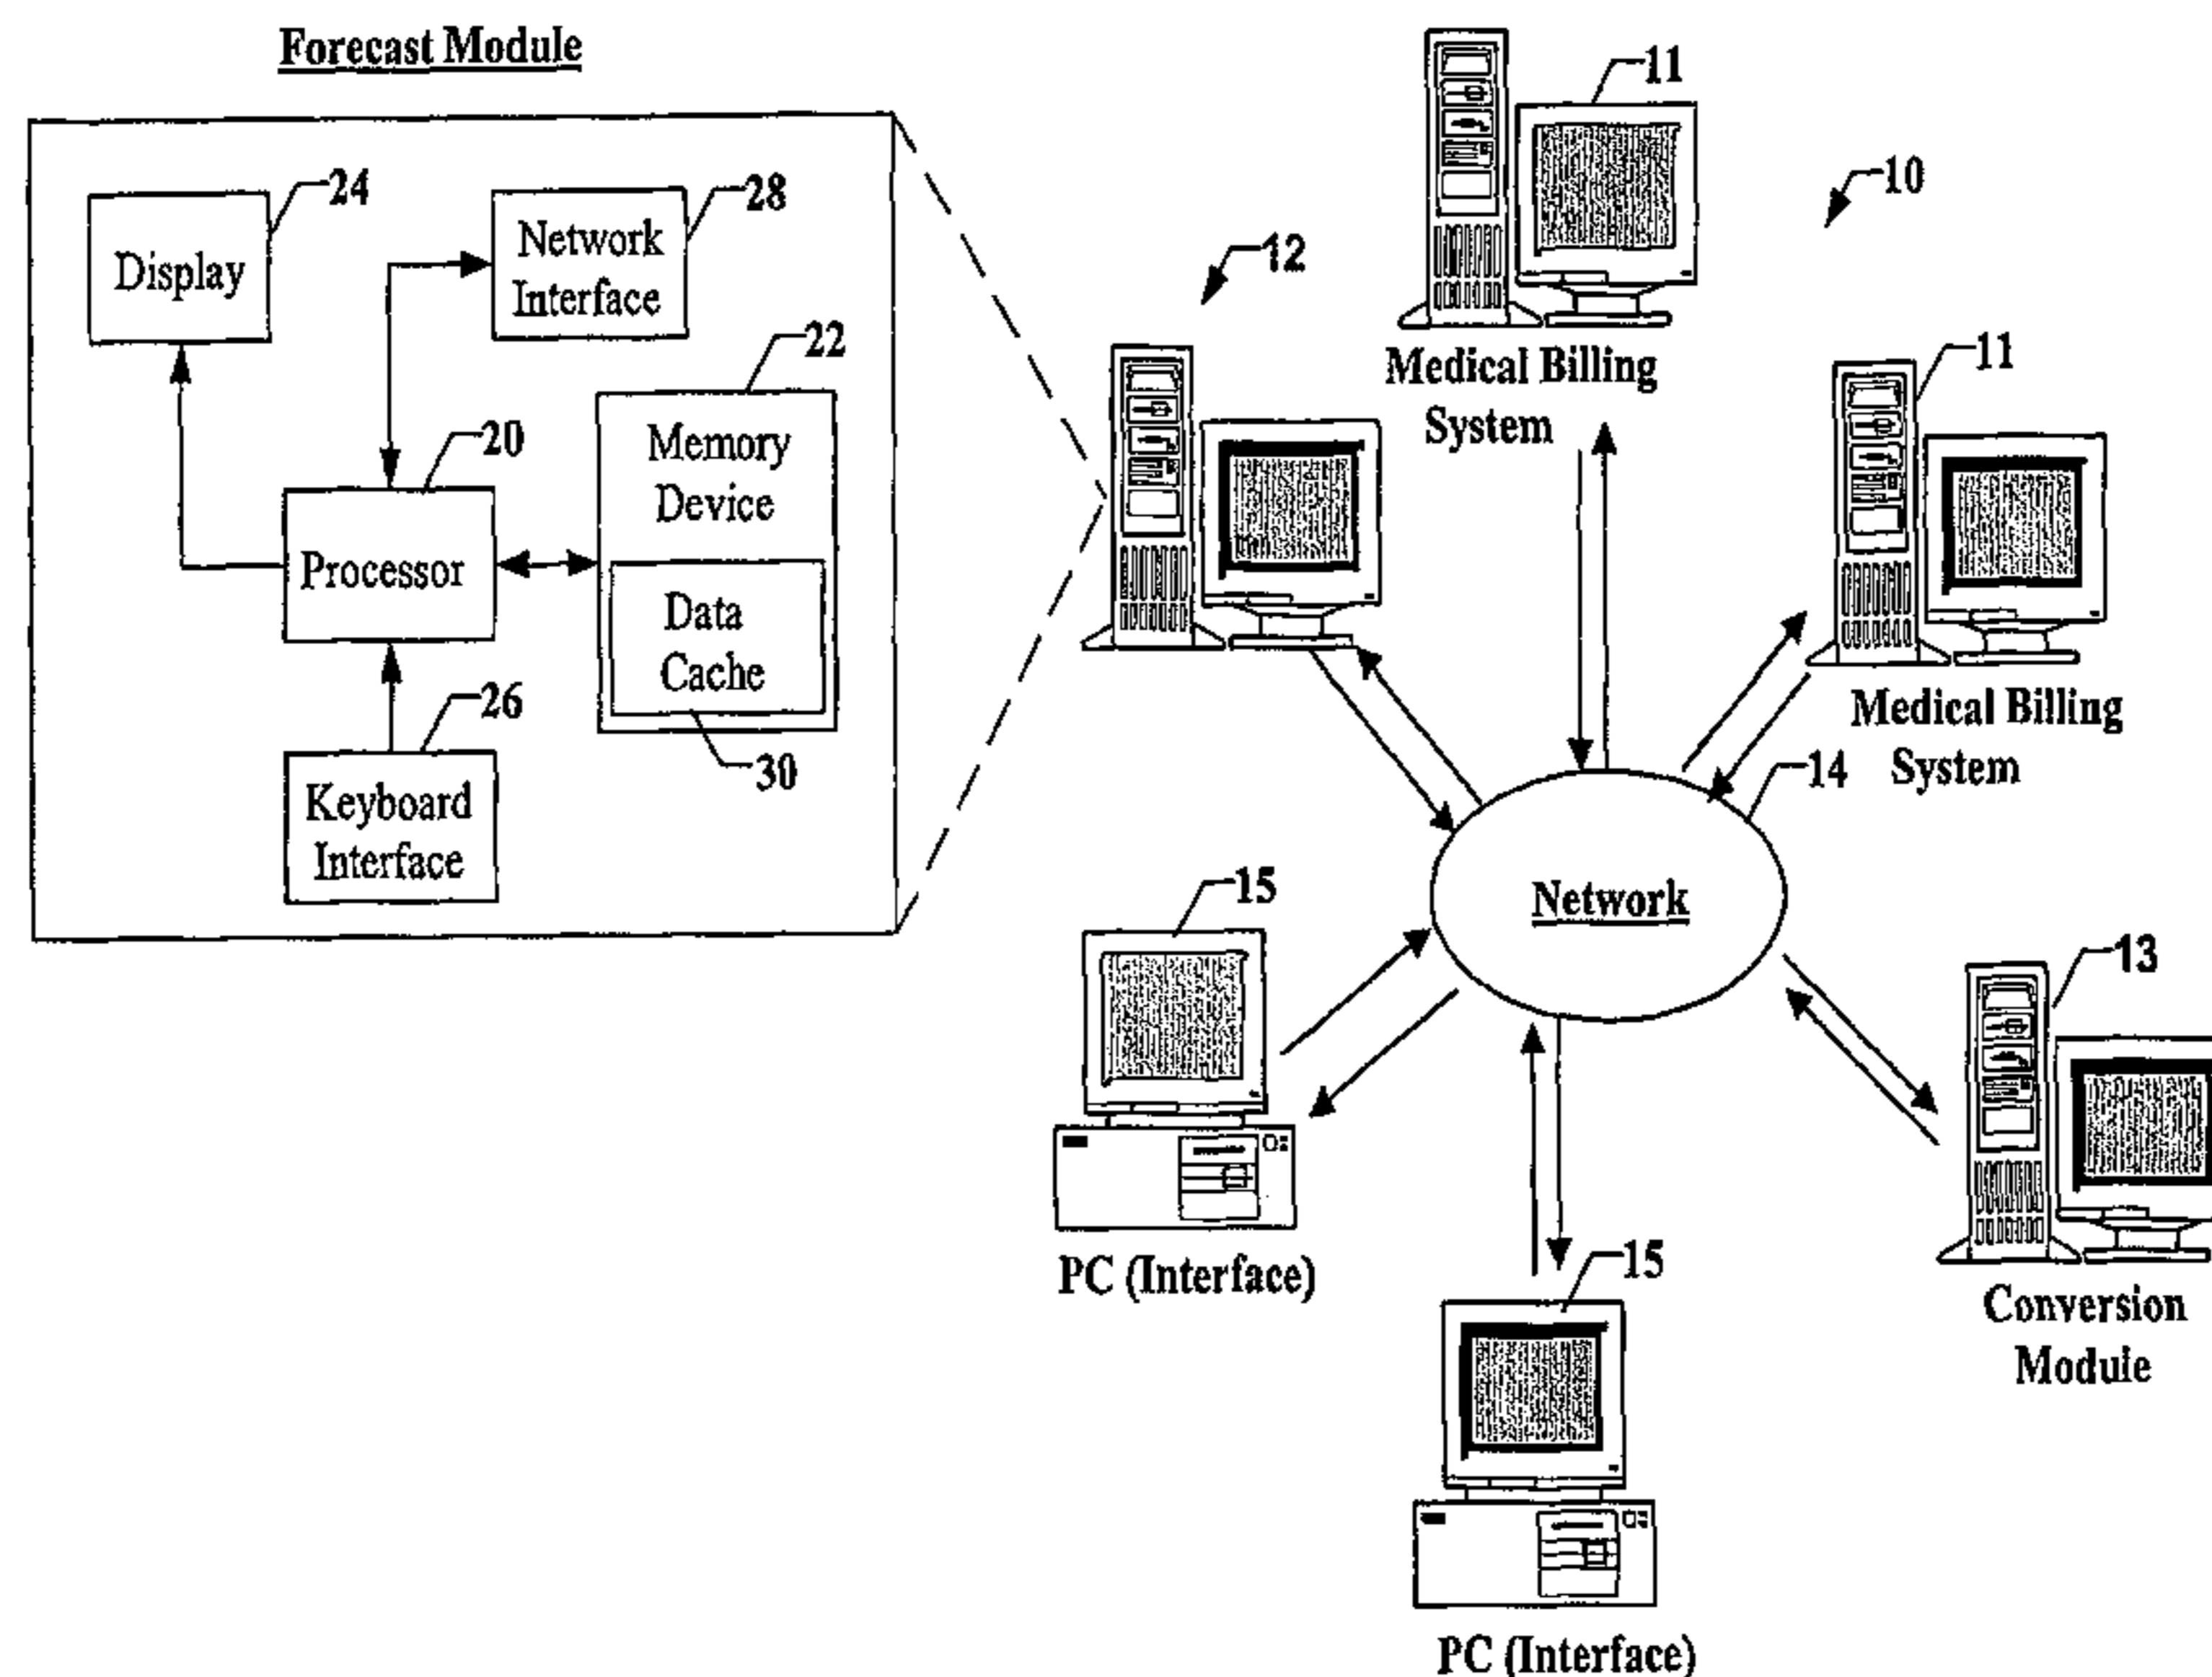 Forecast Module
24
Display
28
Network
Interface
22
Memory
Device
20
Processor
Data
Cache
30
26
Keyboard
Interface
12
11
Medical Billing
System
10
11
Medical Billing
System
14
Network
15
PC (Interface)
13
Conversion
Module
15
PC (Interface)